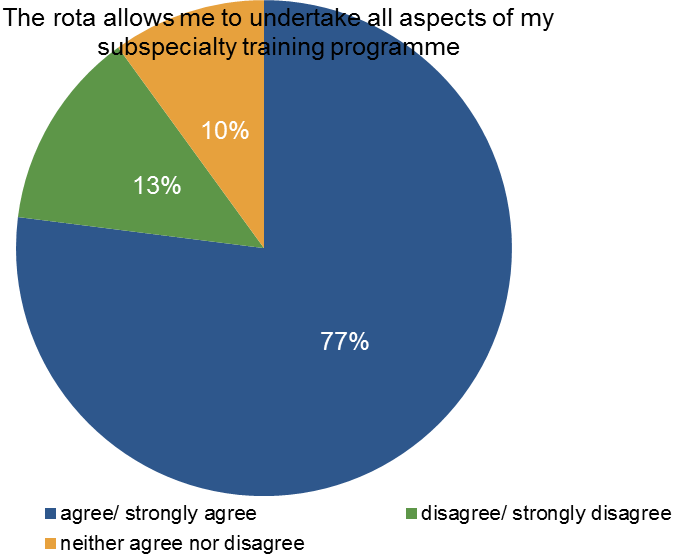 The rota allows me to undertake all aspects of my
subspecialty training programme
10%
13%
77%
agree/ strongly agree
disagree/ strongly disagree
neither agree nor disagree